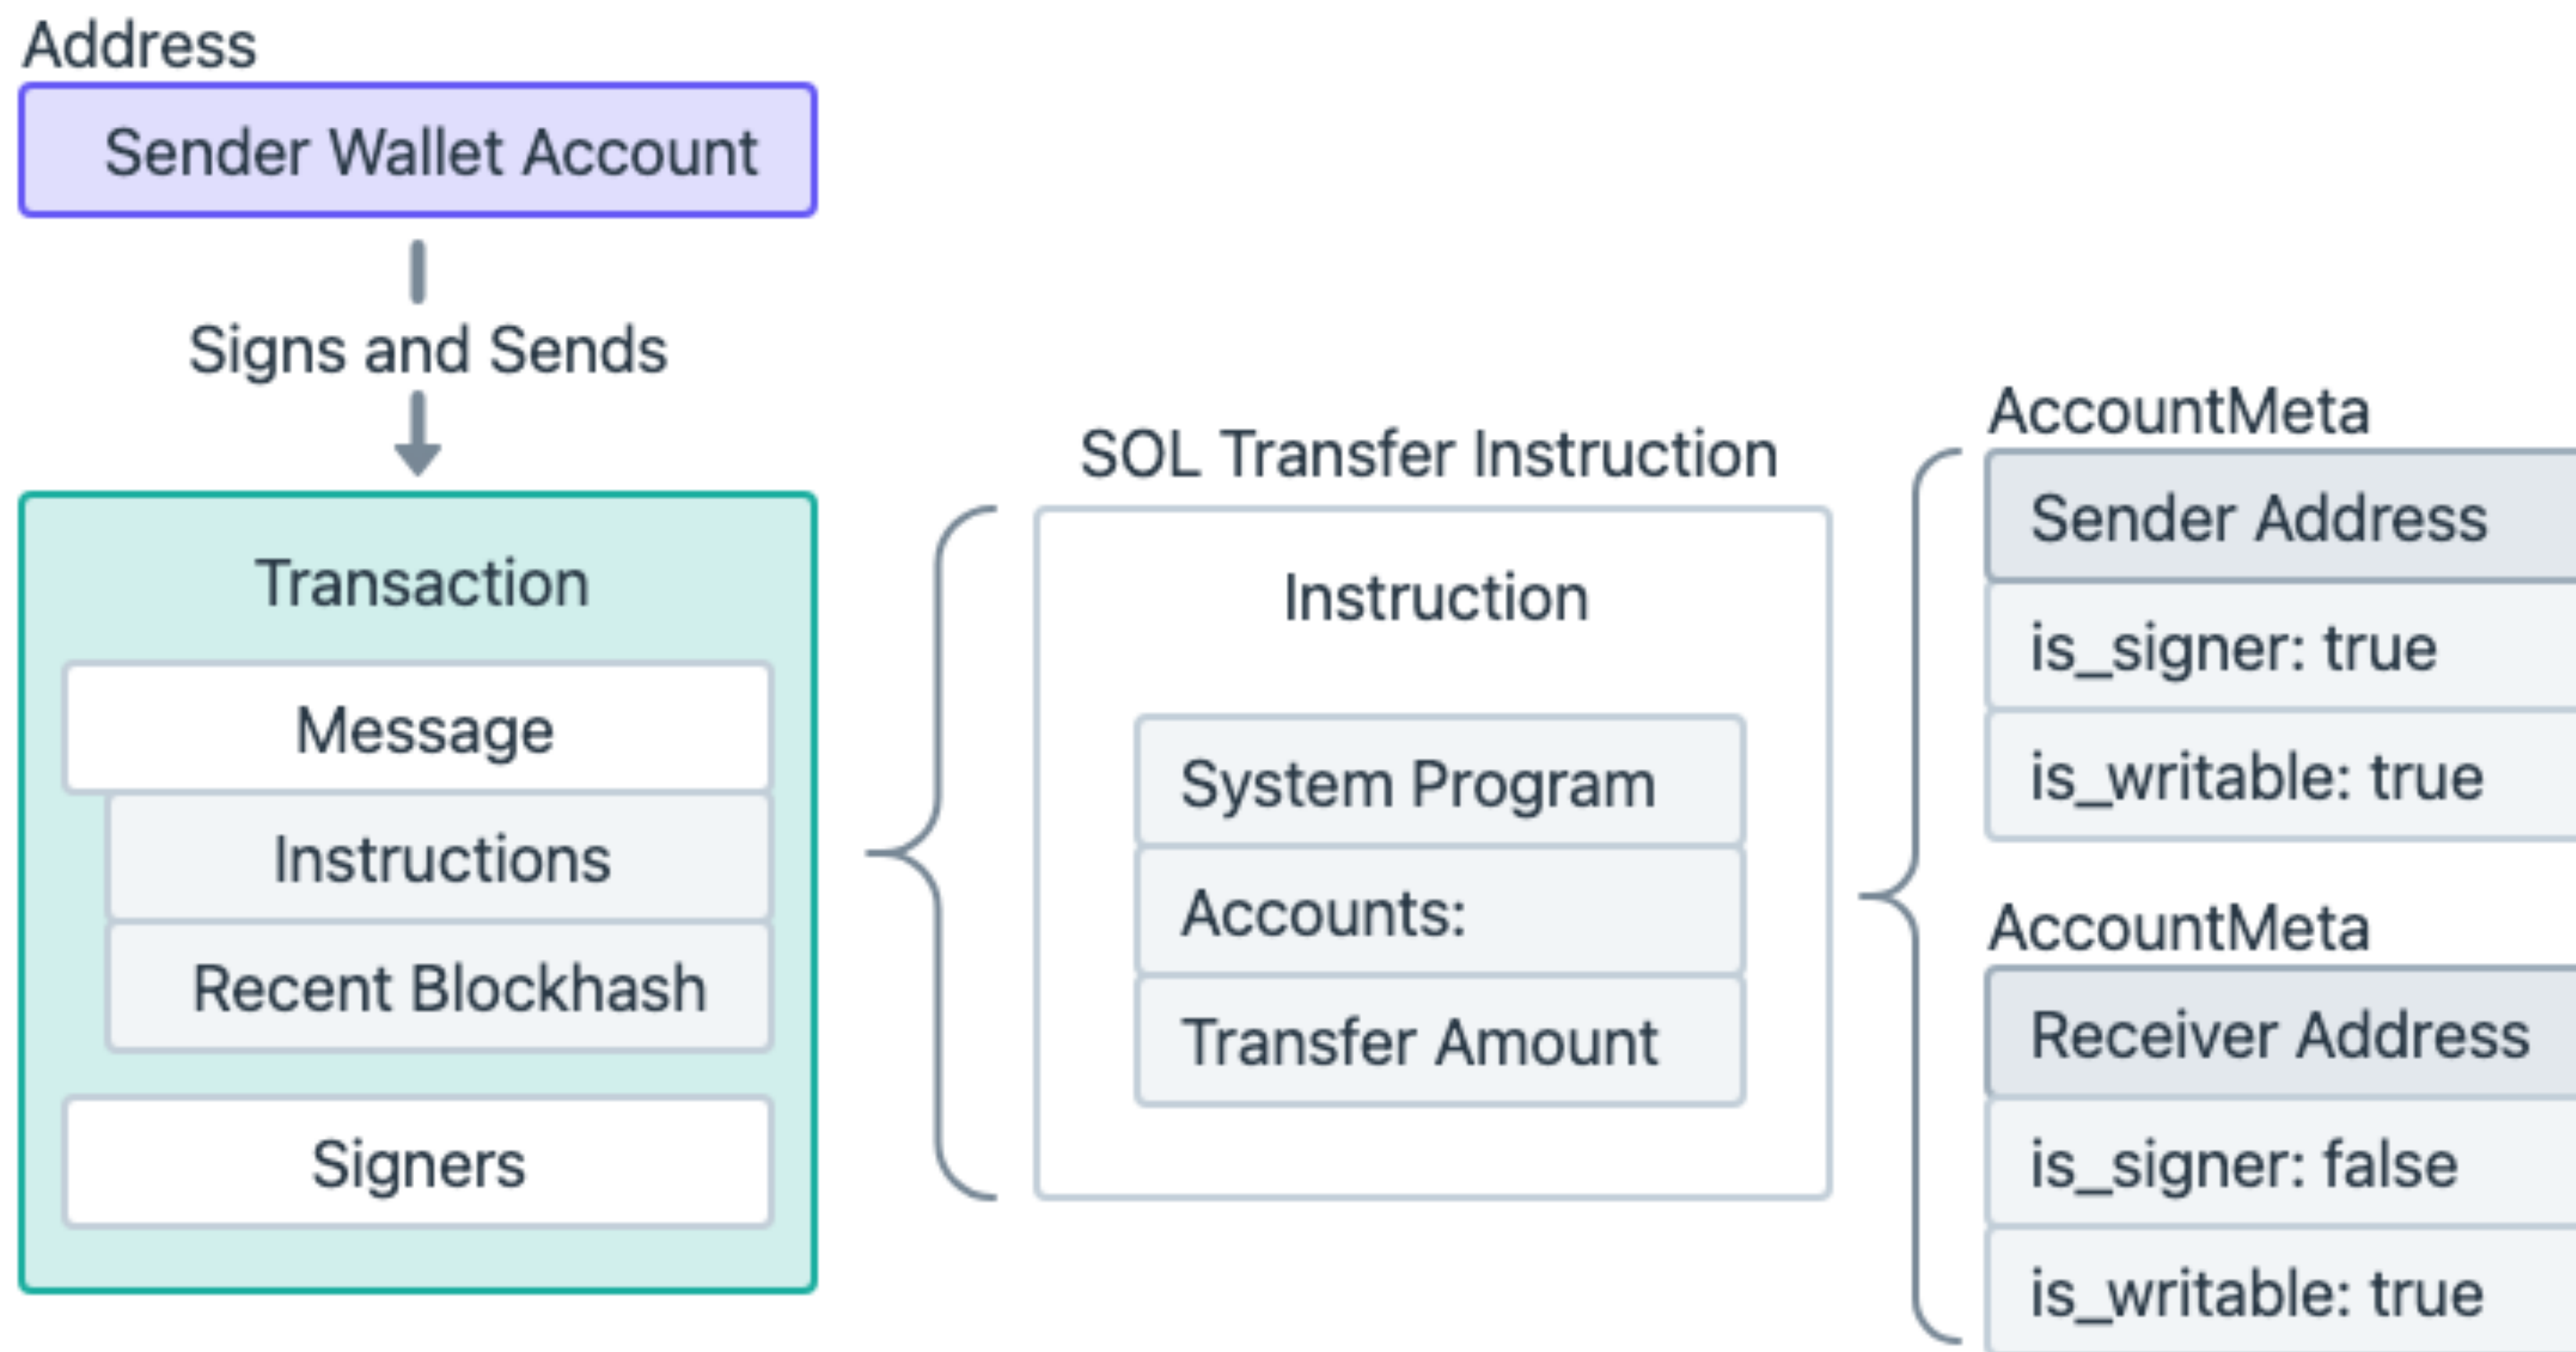 Address
Sender Wallet Account
Signs and Sends
Transaction
Message
Instructions
Recent Blockhash
Signers
SOL Transfer Instruction
Instruction
System Program
Accounts:
Transfer Amount
AccountMeta
Sender Address
is_signer: true
is_writable: true
AccountMeta
Receiver Address
is_signer: false
is_writable: true